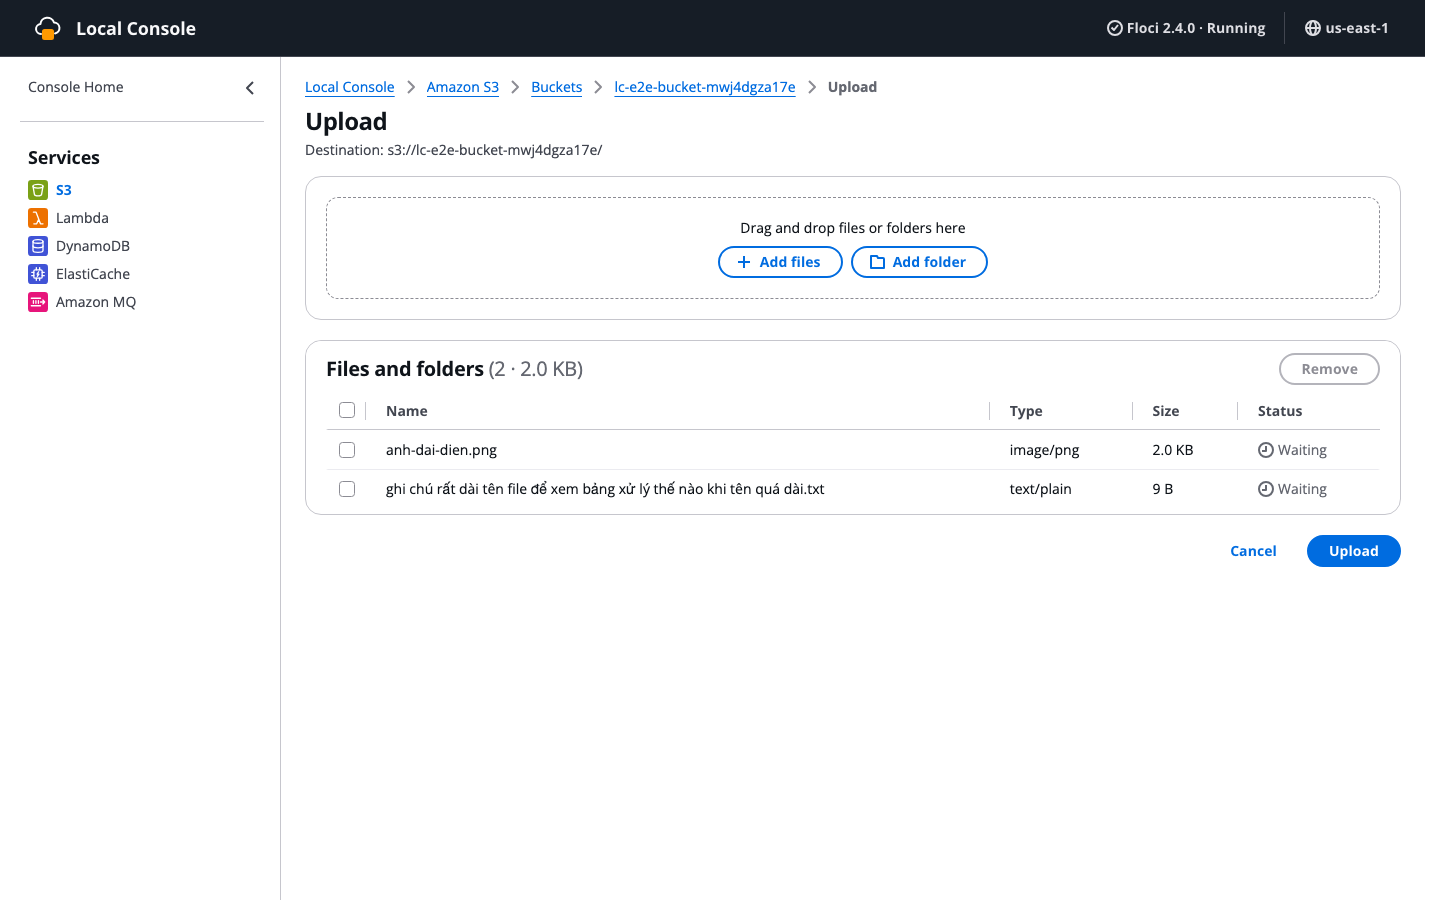 Local Console
Floci 2.4.0 · Running
us-east-1
Console Home
Services
S3
Lambda
DynamoDB
ElastiCache
Amazon MQ
Local Console > Amazon S3 > Buckets > lc-e2e-bucket-mwj4dgza17e > Upload
Upload
Destination: s3://lc-e2e-bucket-mwj4dgza17e/
Drag and drop files or folders here
Add files
Add folder
Files and folders (2 · 2.0 KB)
Remove
Name Type Size Status
anh-dai-dien.png image/png 2.0 KB Waiting
ghi chú rất dài tên file để xem bảng xử lý thế nào khi tên quá dài.txt text/plain 9 B Waiting
Cancel
Upload